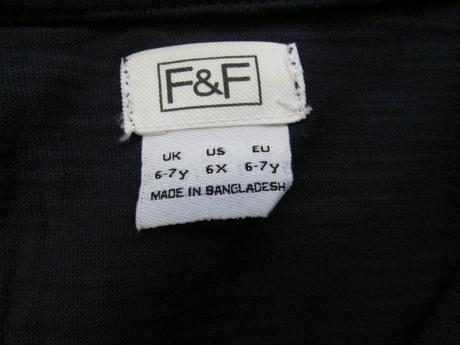 F&F
UK US EU
6-7y 6X 6-7y
MADE IN BANGLADESH